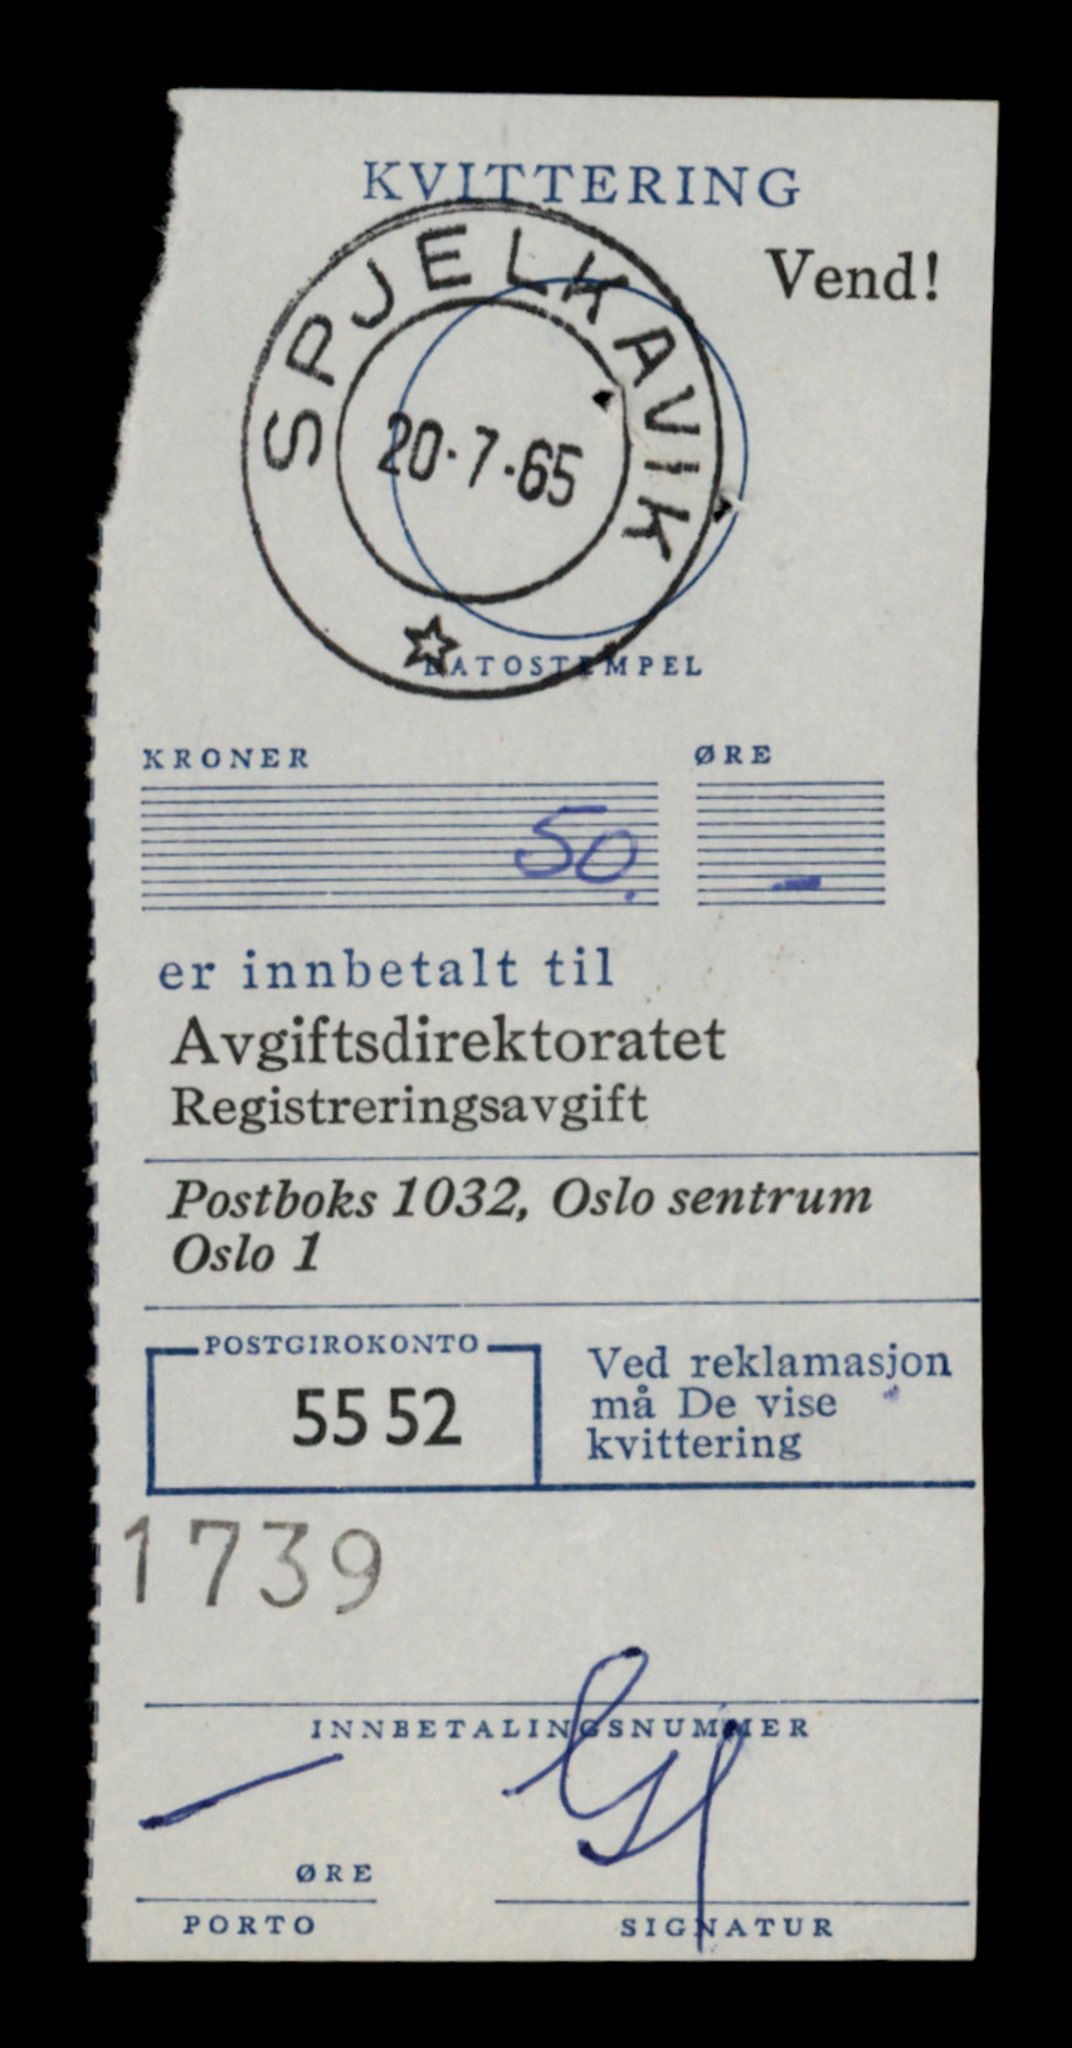 KVITTERING
Vend!
SPJELKAVIK
20·7·65
DATOSTEMPEL
KRONER ØRE
50. –
er innbetalt til
Avgiftsdirektoratet
Registreringsavgift
Postboks 1032, Oslo sentrum
Oslo 1
POSTGIROKONTO
55 52
Ved reklamasjon
må De vise
kvittering
1739
INNBETALINGSNUMMER
–
ØRE
PORTO
SIGNATUR